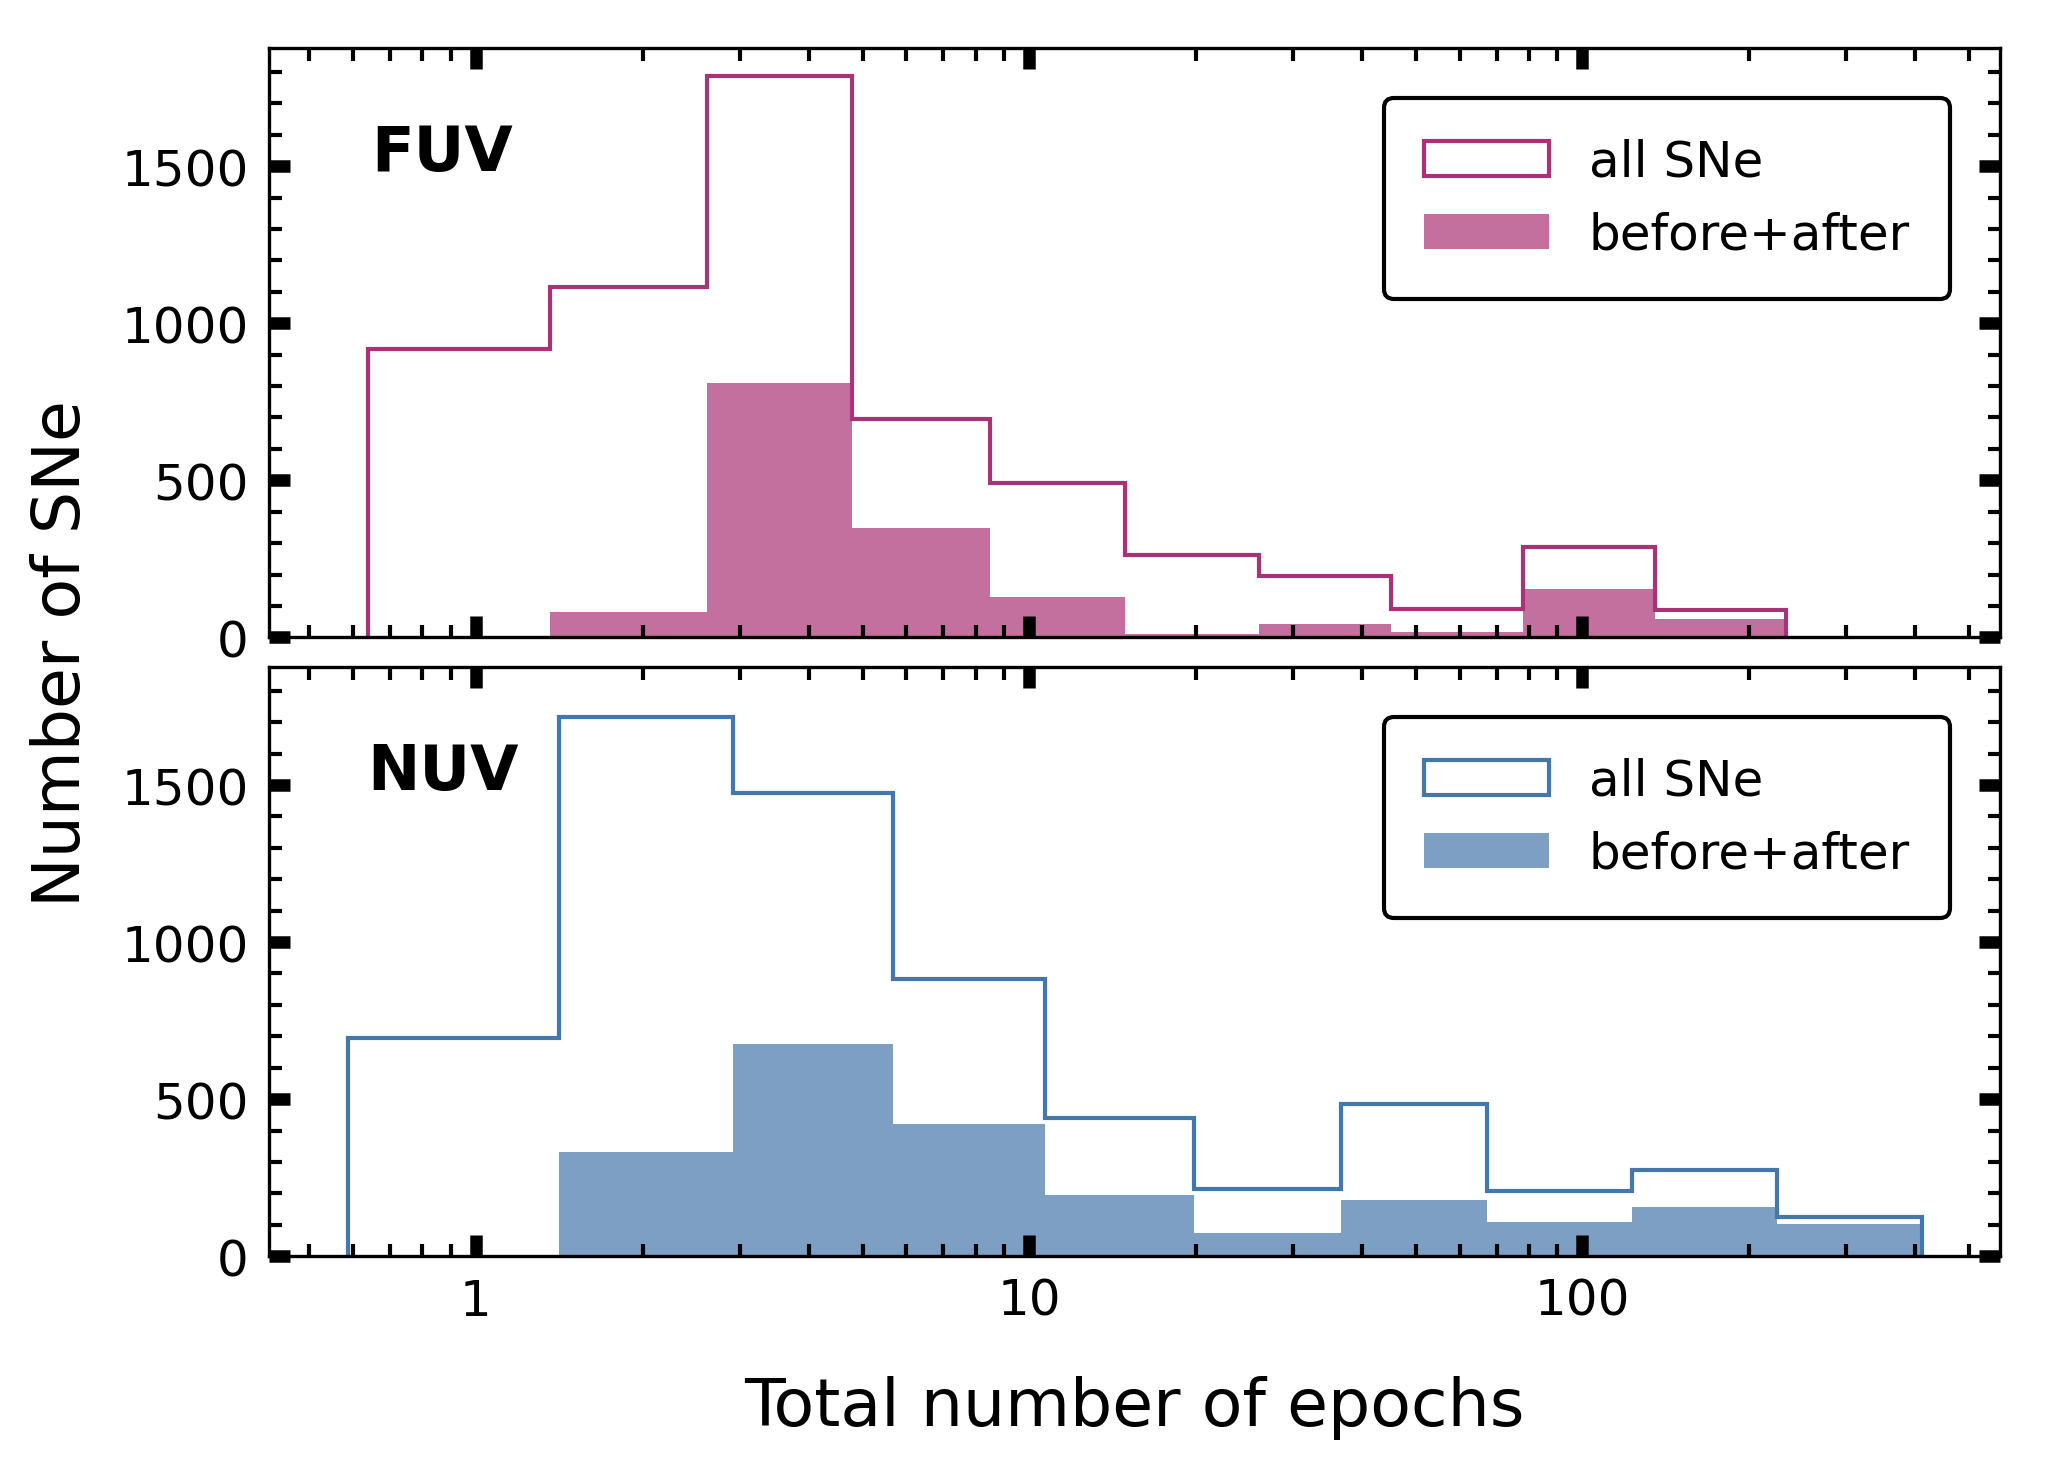 FUV
all SNe
before+after
1500
1000
500
0
Number of SNe
NUV
all SNe
before+after
1500
1000
500
0
1 10 100
Total number of epochs